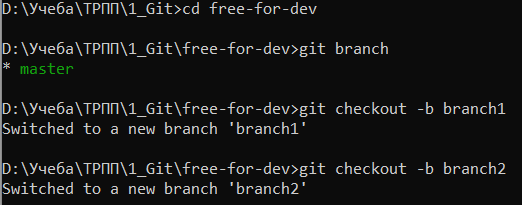 D:\Учеба\ТРПП\1_Git>cd free-for-dev
D:\Учеба\ТРПП\1_Git\free-for-dev>git branch
* master
D:\Учеба\ТРПП\1_Git\free-for-dev>git checkout -b branch1
Switched to a new branch 'branch1'
D:\Учеба\ТРПП\1_Git\free-for-dev>git checkout -b branch2
Switched to a new branch 'branch2'